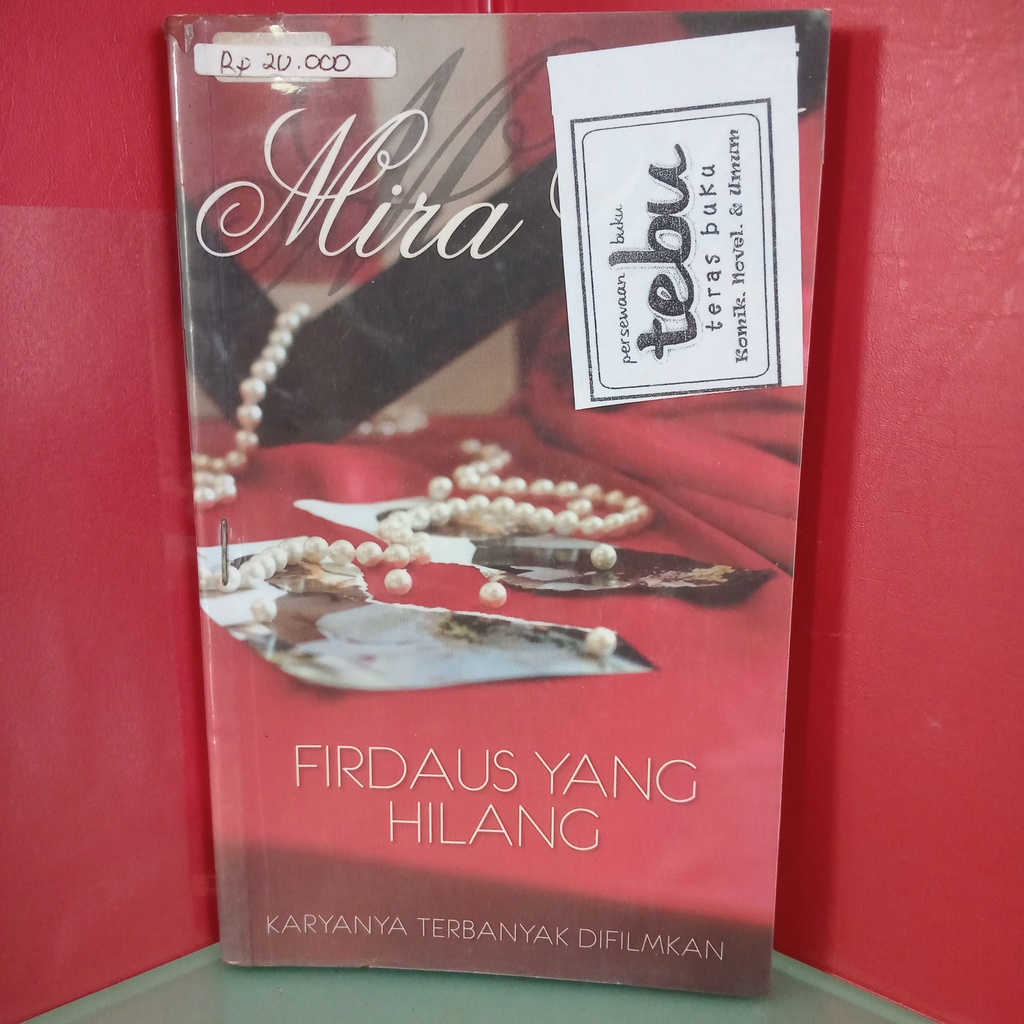 Rp 20.000
Mira
persewaan buku
tebu
teras buku
Komik. Novel. & Umum
FIRDAUS YANG
HILANG
KARYANYA TERBANYAK DIFILMKAN